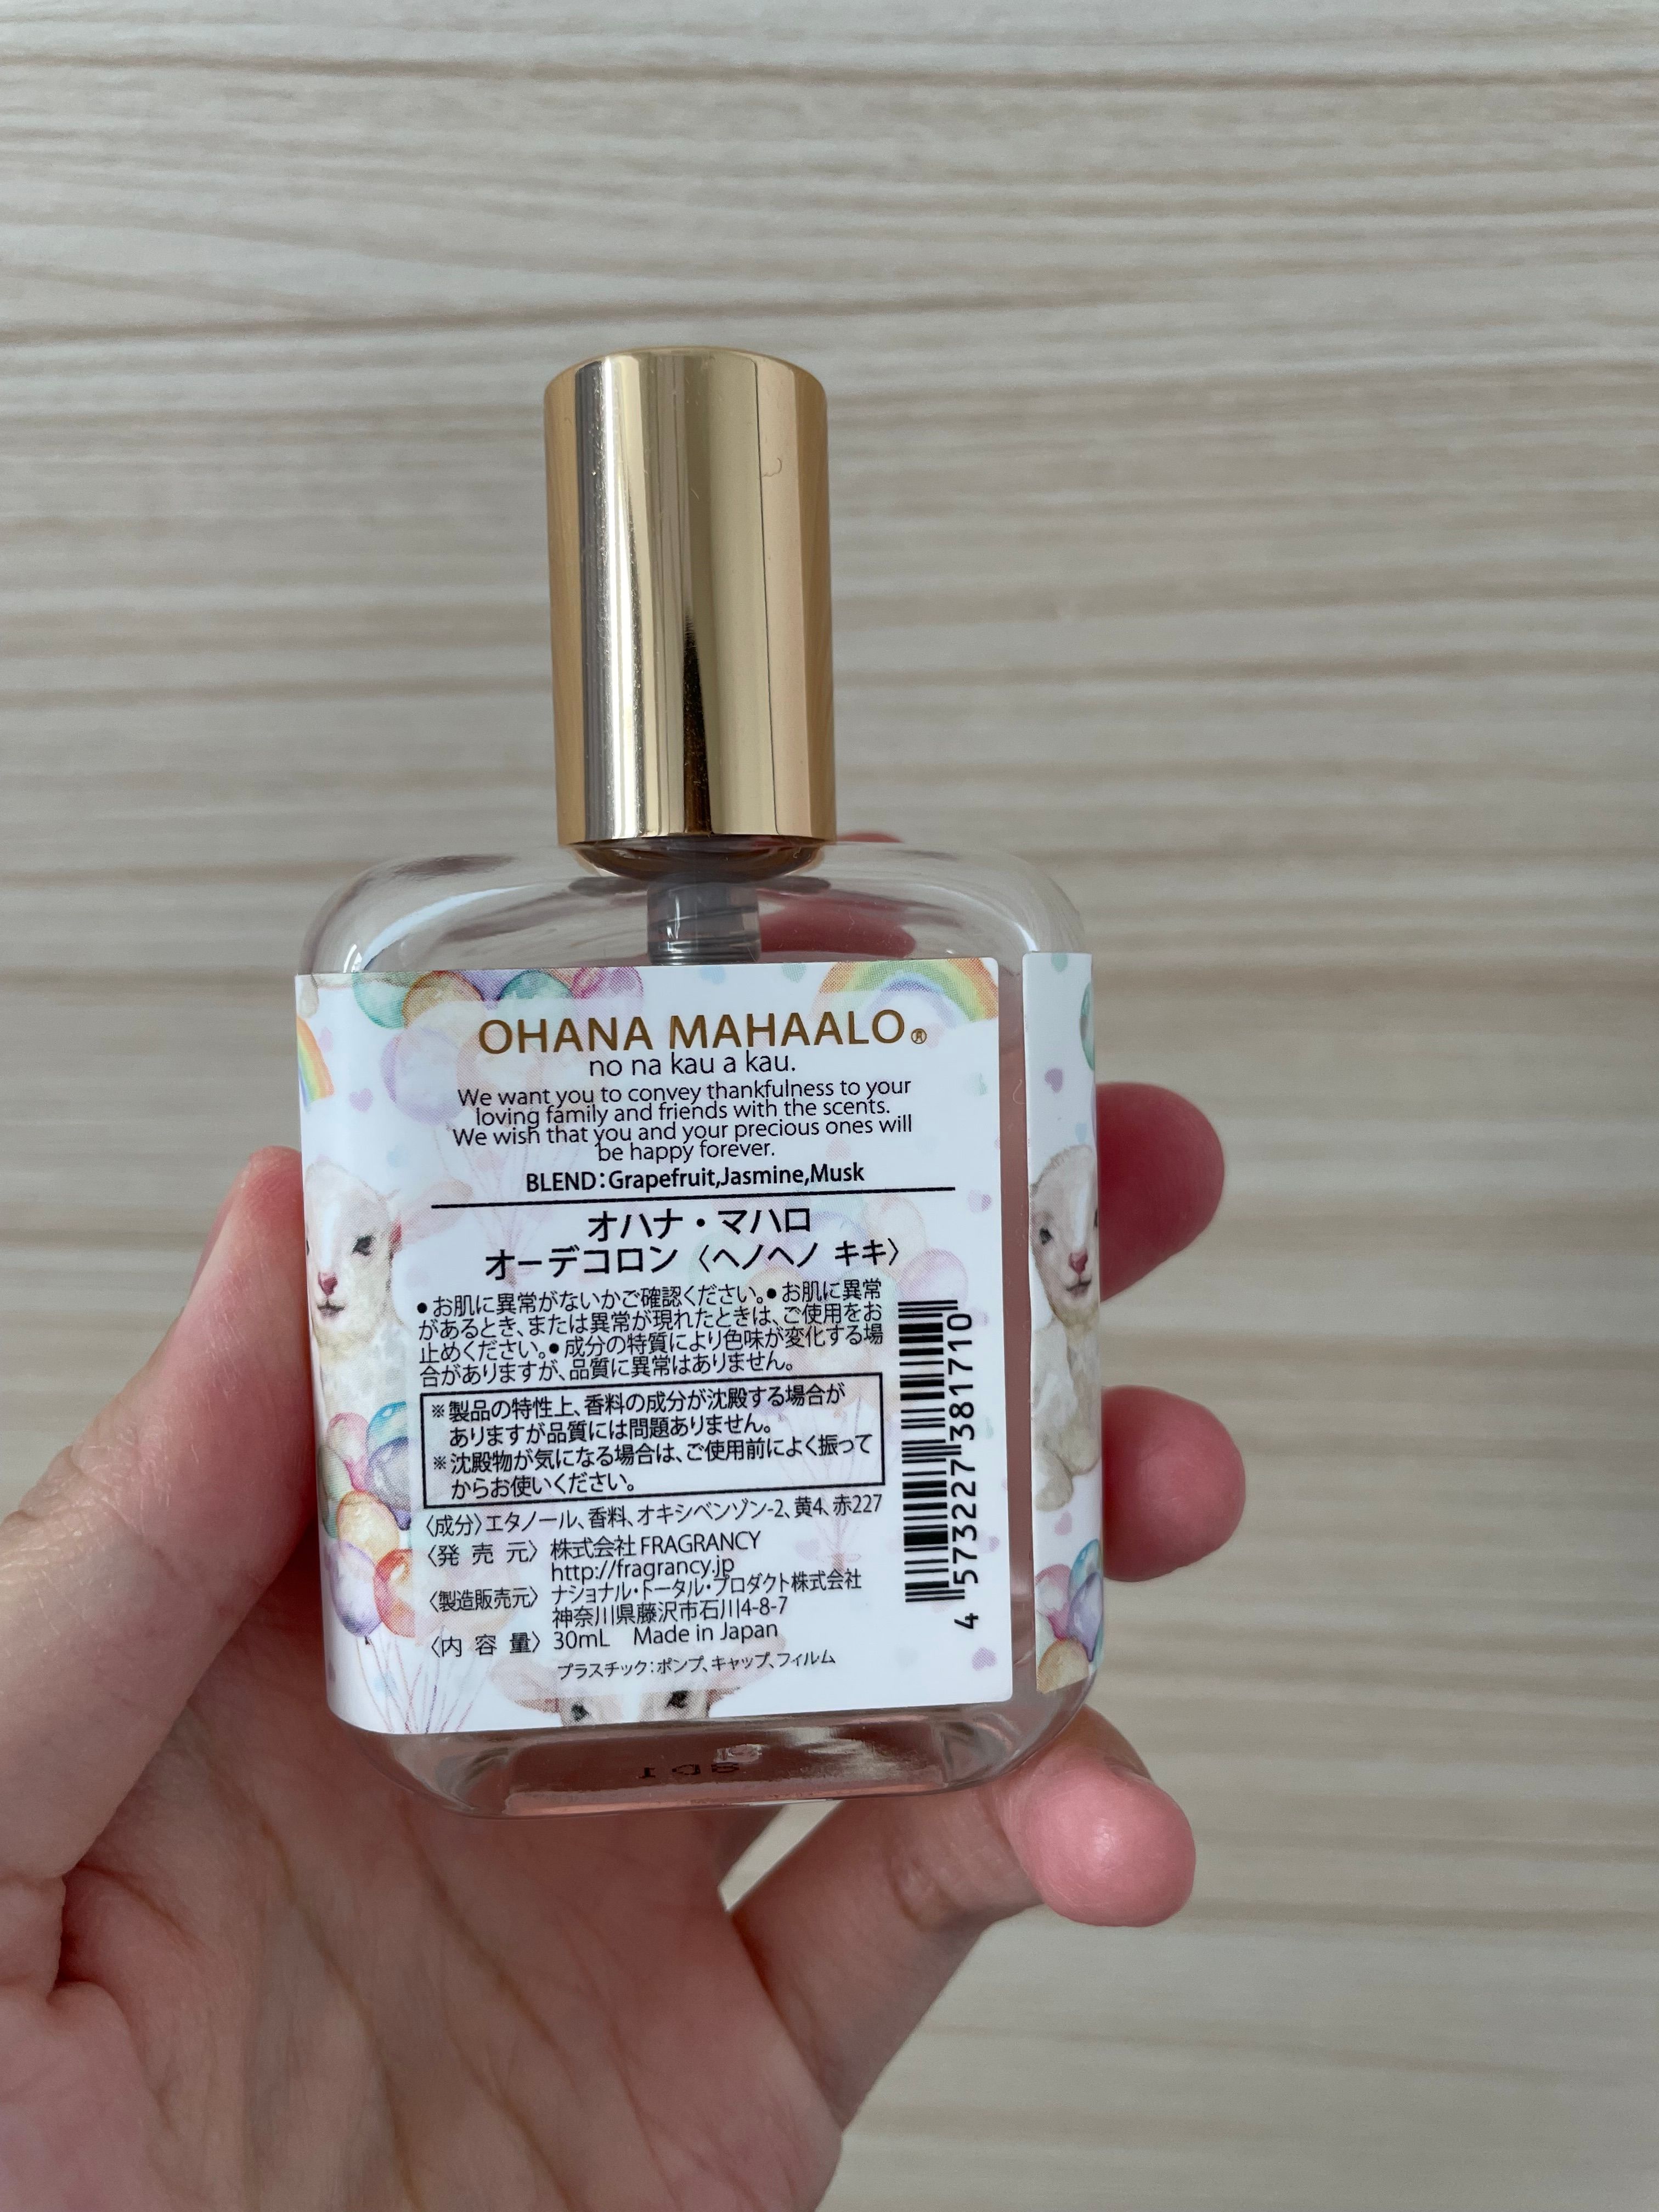 OHANA MAHAALO®
no na kau a kau.
We want you to convey thankfulness to your
loving family and friends with the scents.
We wish that you and your precious ones will
be happy forever.
BLEND:Grapefruit,Jasmine,Musk
オハナ・マハロ
オーデコロン〈ヘノヘノ キキ〉
●お肌に異常がないかご確認ください。●お肌に異常
があるとき、または異常が現れたときは、ご使用をお
止めください。●成分の特質により色味が変化する場
合がありますが、品質に異常はありません。
※製品の特性上、香料の成分が沈殿する場合が
ありますが品質には問題ありません。
※沈殿物が気になる場合は、ご使用前によく振って
からお使いください。
〈成分〉エタノール、香料、オキシベンゾン-2、黄4、赤227
〈発売元〉株式会社 FRAGRANCY
http://fragrancy.jp
〈製造販売元〉ナショナル・トータル・プロダクト株式会社
神奈川県藤沢市石川4-8-7
〈内容量〉30mL Made in Japan
プラスチック:ポンプ、キャップ、フィルム
4573227381710